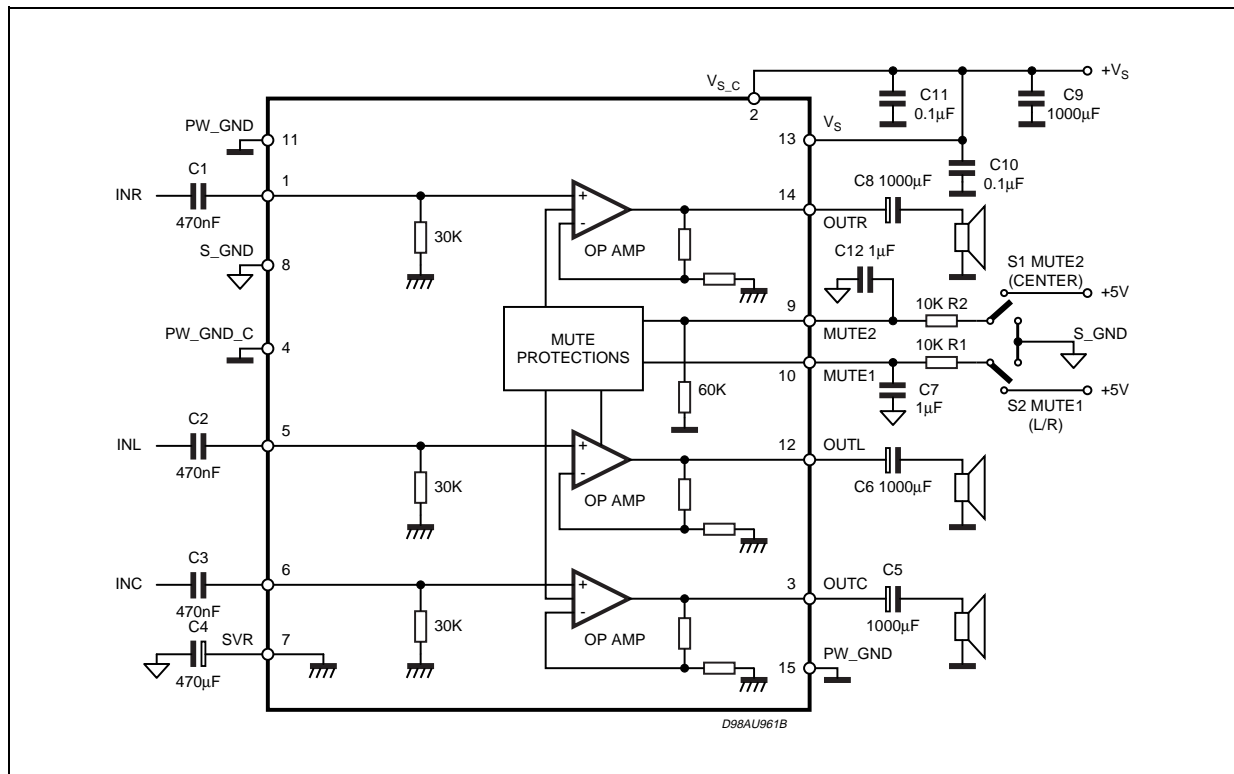 +VS
VS_C
2
C11
0.1µF
C9
1000µF
PW_GND
11
VS
13
C10
0.1µF
C1
INR
470nF
1
30K
+
-
OP AMP
14
OUTR
C8 1000µF
S_GND
8
C12 1µF
S1 MUTE2
(CENTER)
+5V
9
MUTE2
10K R2
S_GND
MUTE
PROTECTIONS
PW_GND_C
4
60K
10
MUTE1
10K R1
C7
1µF
+5V
S2 MUTE1
(L/R)
C2
INL
470nF
5
30K
+
-
OP AMP
12
OUTL
C6 1000µF
C3
INC
470nF
6
30K
+
-
OP AMP
3
OUTC
C5
1000µF
C4
470µF
SVR
7
15
PW_GND
D98AU961B